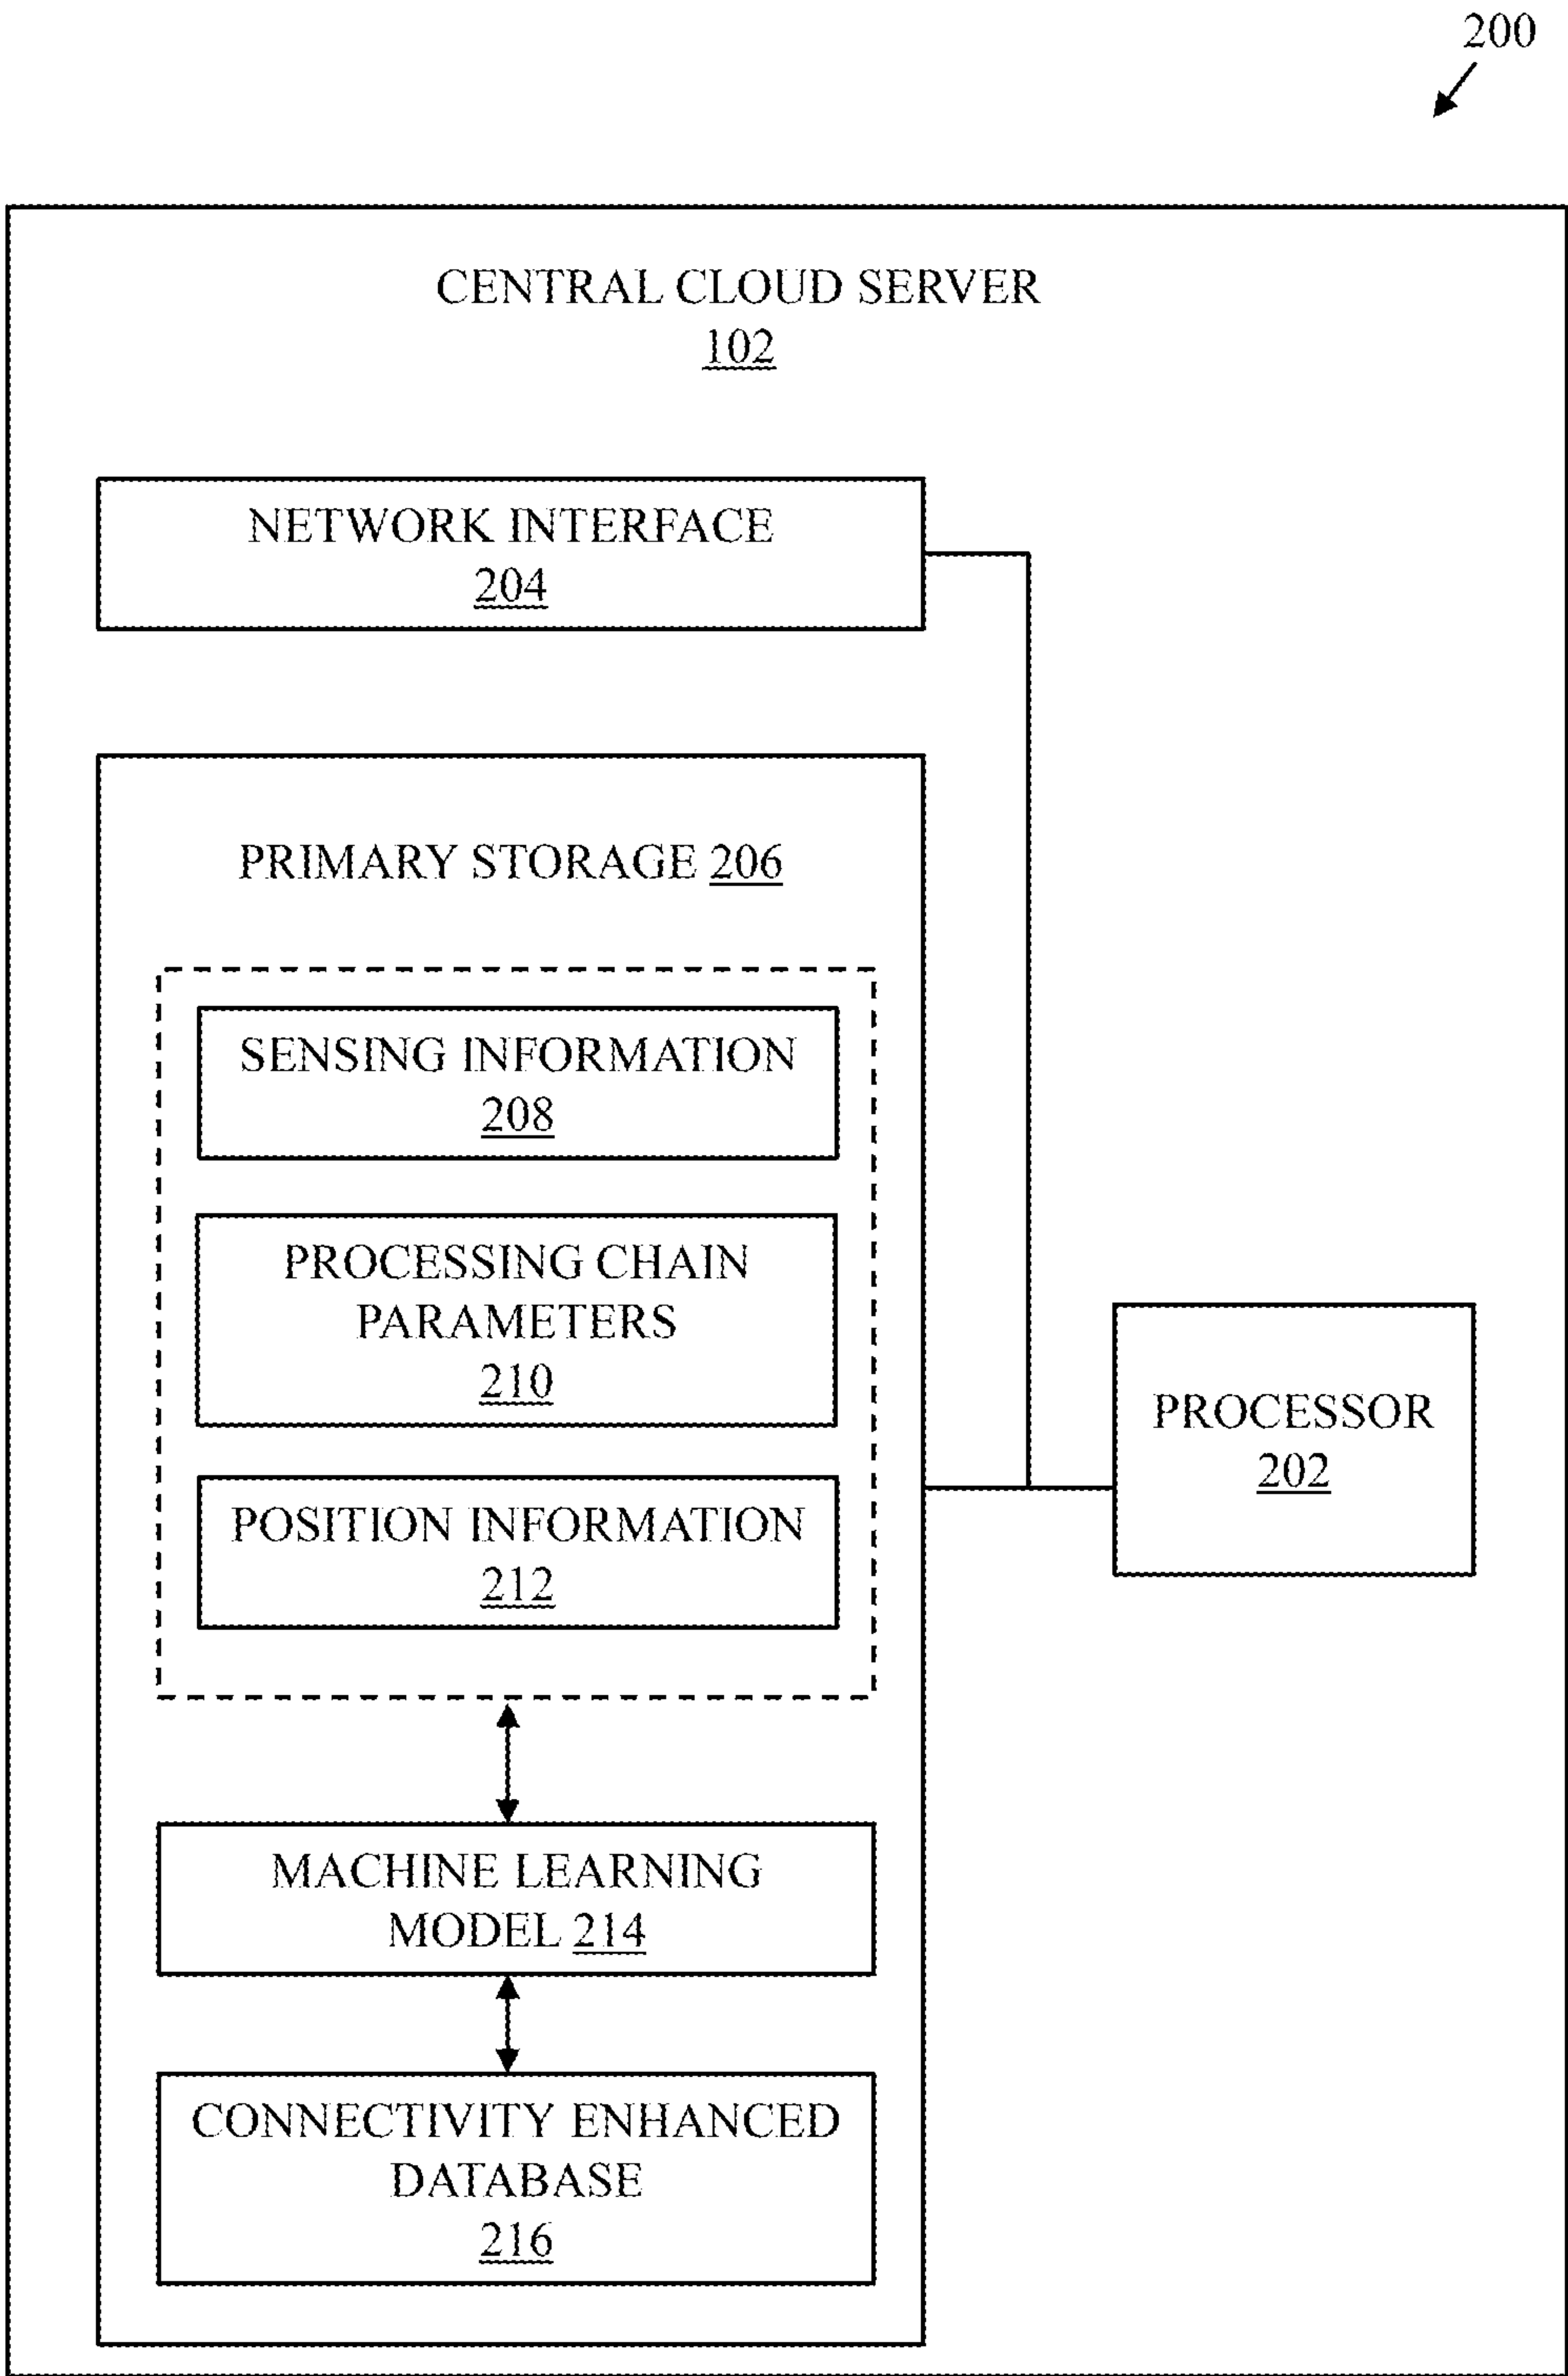 200
CENTRAL CLOUD SERVER
102
NETWORK INTERFACE
204
PRIMARY STORAGE 206
SENSING INFORMATION
208
PROCESSING CHAIN
PARAMETERS
210
POSITION INFORMATION
212
PROCESSOR
202
MACHINE LEARNING
MODEL 214
CONNECTIVITY ENHANCED
DATABASE
216